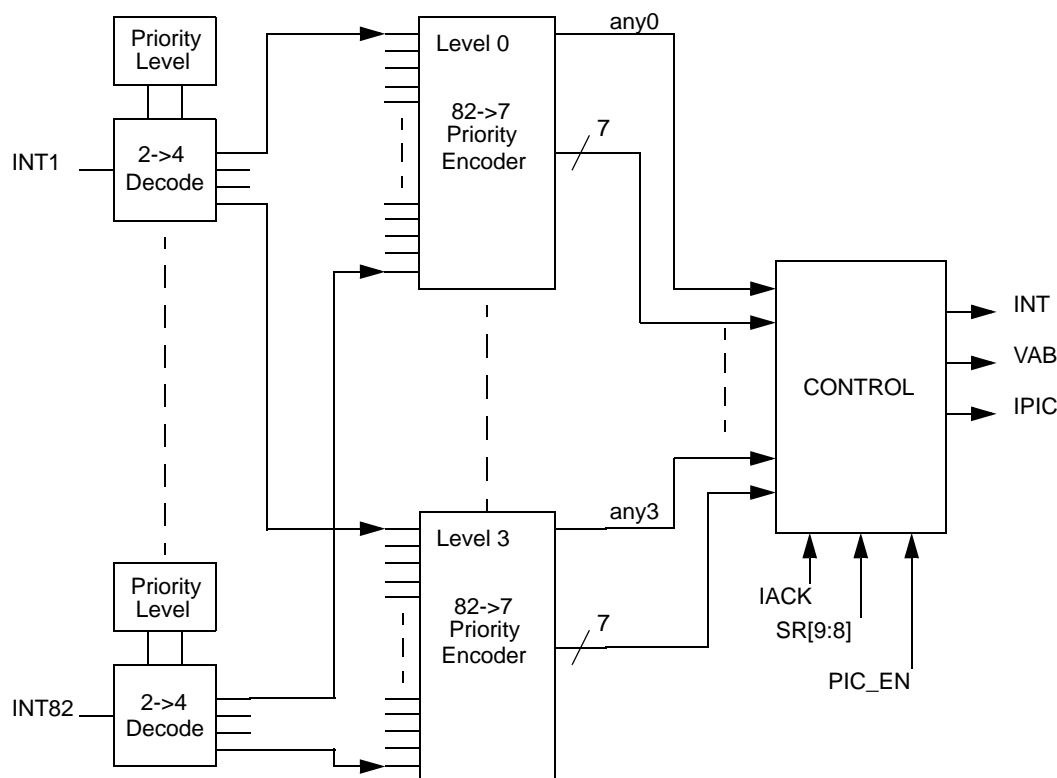 Priority
Level
INT1
2->4
Decode
Level 0
82->7
Priority
Encoder
any0
7
CONTROL
INT
VAB
IPIC
IACK
SR[9:8]
PIC_EN
Priority
Level
INT82
2->4
Decode
Level 3
82->7
Priority
Encoder
any3
7